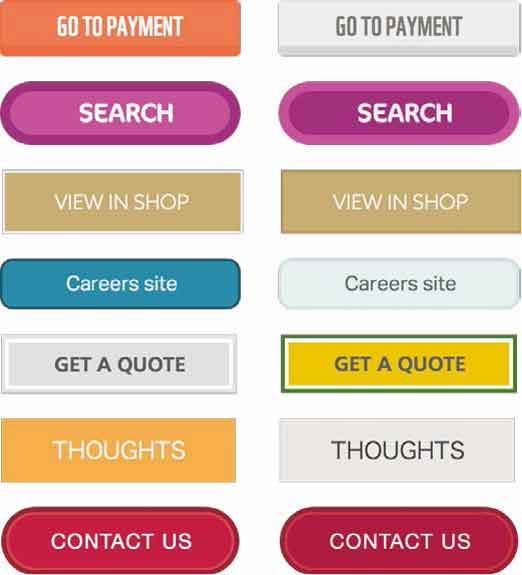 GO TO PAYMENT GO TO PAYMENT
SEARCH SEARCH
VIEW IN SHOP VIEW IN SHOP
Careers site Careers site
GET A QUOTE GET A QUOTE
THOUGHTS THOUGHTS
CONTACT US CONTACT US